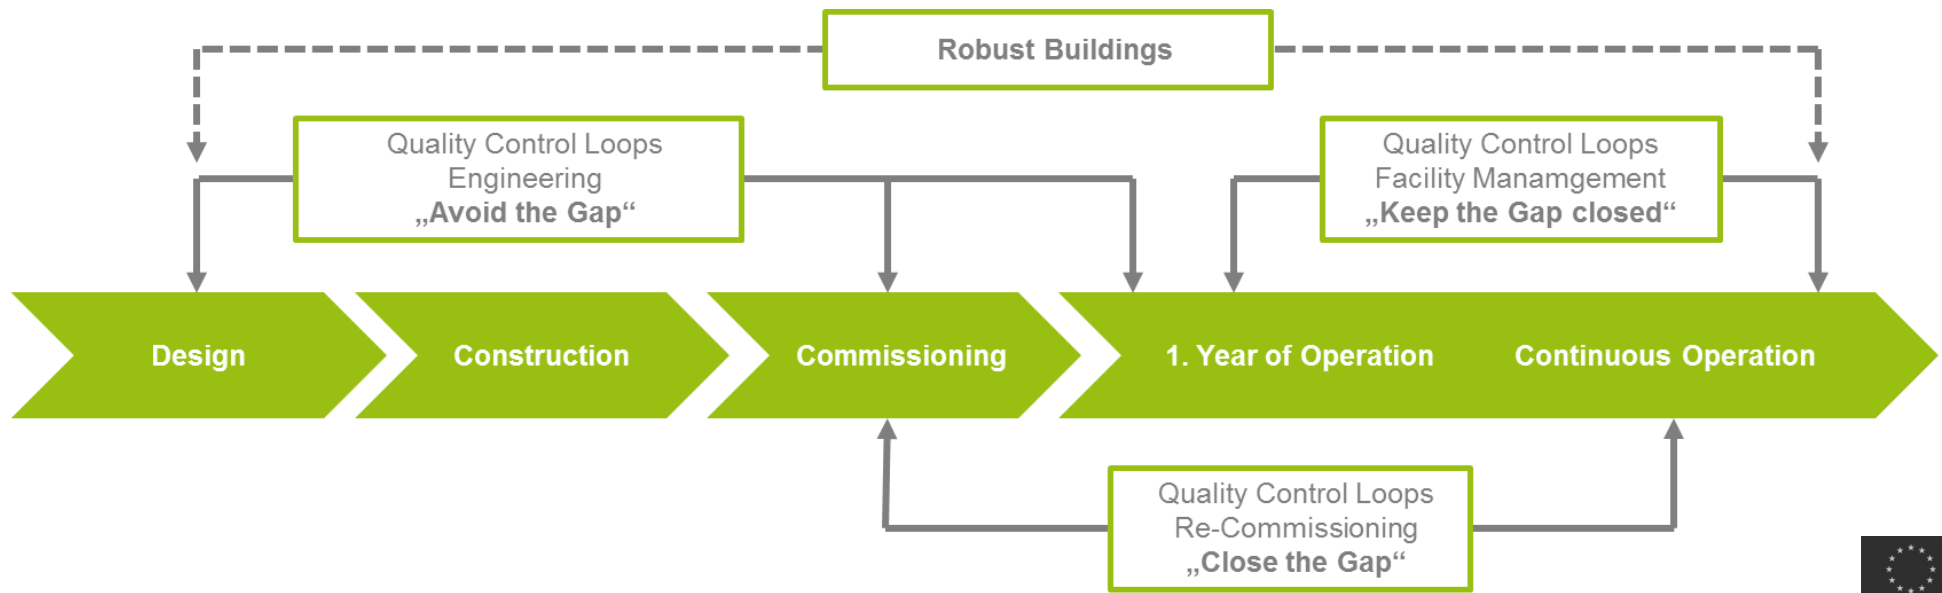 Robust Buildings
Quality Control Loops
Engineering
„Avoid the Gap“
Quality Control Loops
Facility Manamgement
„Keep the Gap closed“
Design
Construction
Commissioning
1. Year of Operation
Continuous Operation
Quality Control Loops
Re-Commissioning
„Close the Gap“